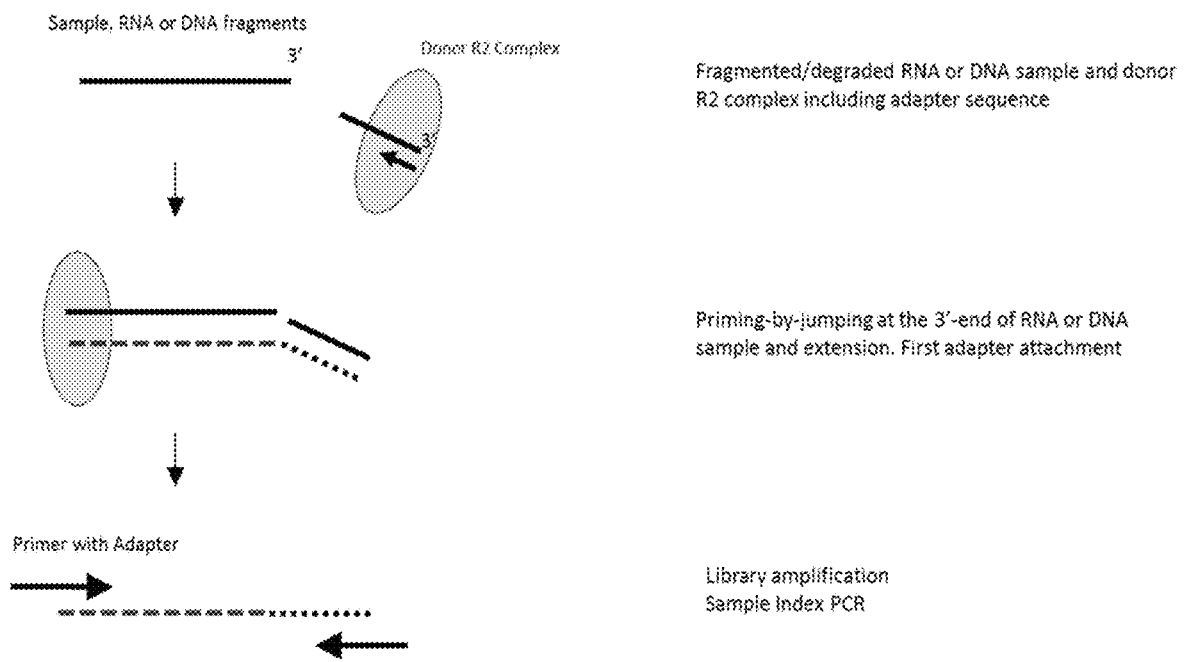 Sample, RNA or DNA fragments
3'
Donor R2 Complex
3'
Fragmented/degraded RNA or DNA sample and donor
R2 complex including adapter sequence
Priming-by-jumping at the 3'-end of RNA or DNA
sample and extension. First adapter attachment
Primer with Adapter
Library amplification
Sample Index PCR